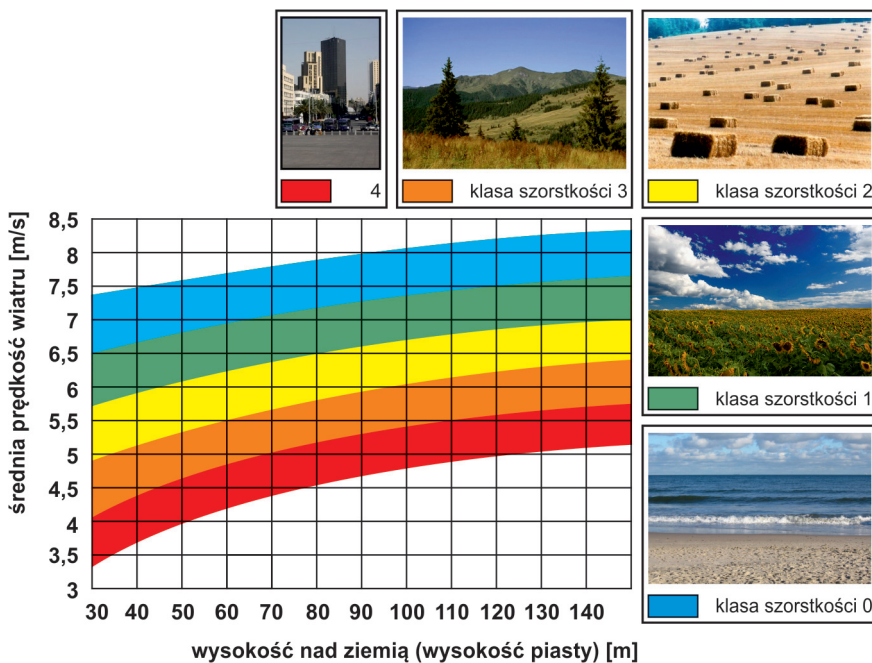 4
klasa szorstkości 3
klasa szorstkości 2
klasa szorstkości 1
klasa szorstkości 0
średnia prędkość wiatru [m/s]
8,5
8
7,5
7
6,5
6
5,5
5
4,5
4
3,5
3
30 40 50 60 70 80 90 100 110 120 130 140
wysokość nad ziemią (wysokość piasty) [m]